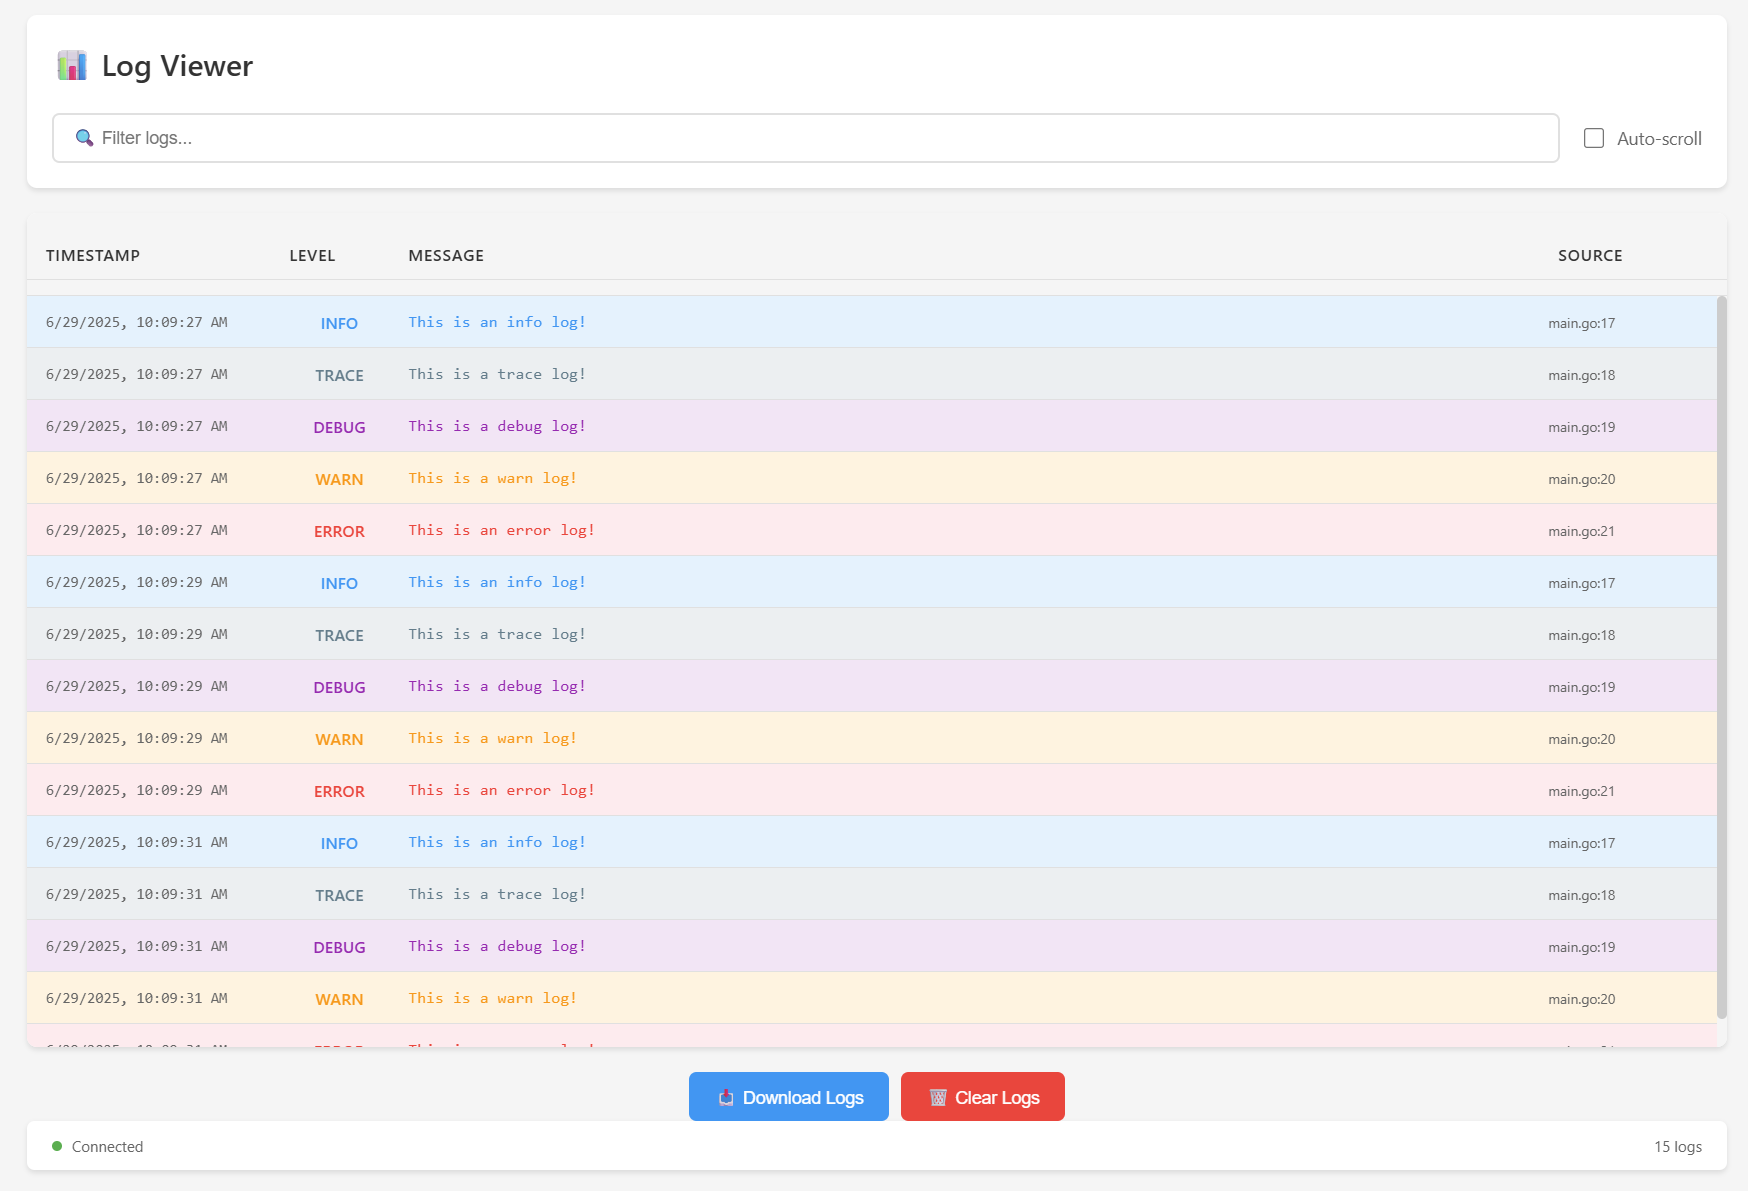 Log Viewer
Filter logs...
Auto-scroll
TIMESTAMP LEVEL MESSAGE SOURCE
6/29/2025, 10:09:27 AM INFO This is an info log! main.go:17
6/29/2025, 10:09:27 AM TRACE This is a trace log! main.go:18
6/29/2025, 10:09:27 AM DEBUG This is a debug log! main.go:19
6/29/2025, 10:09:27 AM WARN This is a warn log! main.go:20
6/29/2025, 10:09:27 AM ERROR This is an error log! main.go:21
6/29/2025, 10:09:29 AM INFO This is an info log! main.go:17
6/29/2025, 10:09:29 AM TRACE This is a trace log! main.go:18
6/29/2025, 10:09:29 AM DEBUG This is a debug log! main.go:19
6/29/2025, 10:09:29 AM WARN This is a warn log! main.go:20
6/29/2025, 10:09:29 AM ERROR This is an error log! main.go:21
6/29/2025, 10:09:31 AM INFO This is an info log! main.go:17
6/29/2025, 10:09:31 AM TRACE This is a trace log! main.go:18
6/29/2025, 10:09:31 AM DEBUG This is a debug log! main.go:19
6/29/2025, 10:09:31 AM WARN This is a warn log! main.go:20
Download Logs
Clear Logs
Connected
15 logs